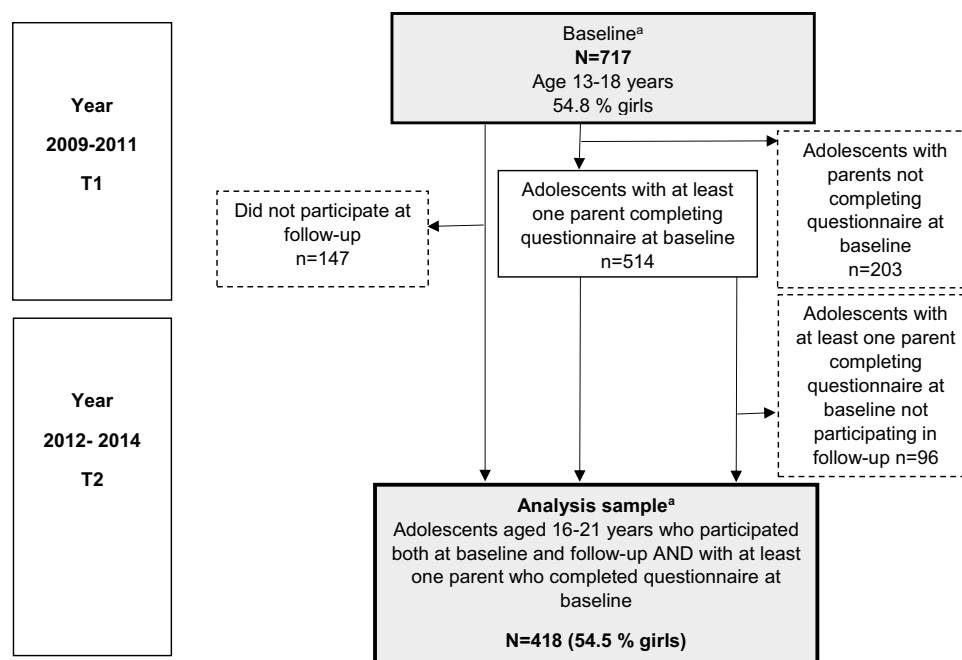 Year
2009-2011
T1
Baselineᵃ
N=717
Age 13-18 years
54.8 % girls
Did not participate at
follow-up
n=147
Adolescents with at least
one parent completing
questionnaire at baseline
n=514
Adolescents with
parents not
completing
questionnaire at
baseline
n=203
Year
2012- 2014
T2
Adolescents with
at least one parent
completing
questionnaire at
baseline not
participating in
follow-up n=96
Analysis sampleᵃ
Adolescents aged 16-21 years who participated
both at baseline and follow-up AND with at least
one parent who completed questionnaire at
baseline
N=418 (54.5 % girls)